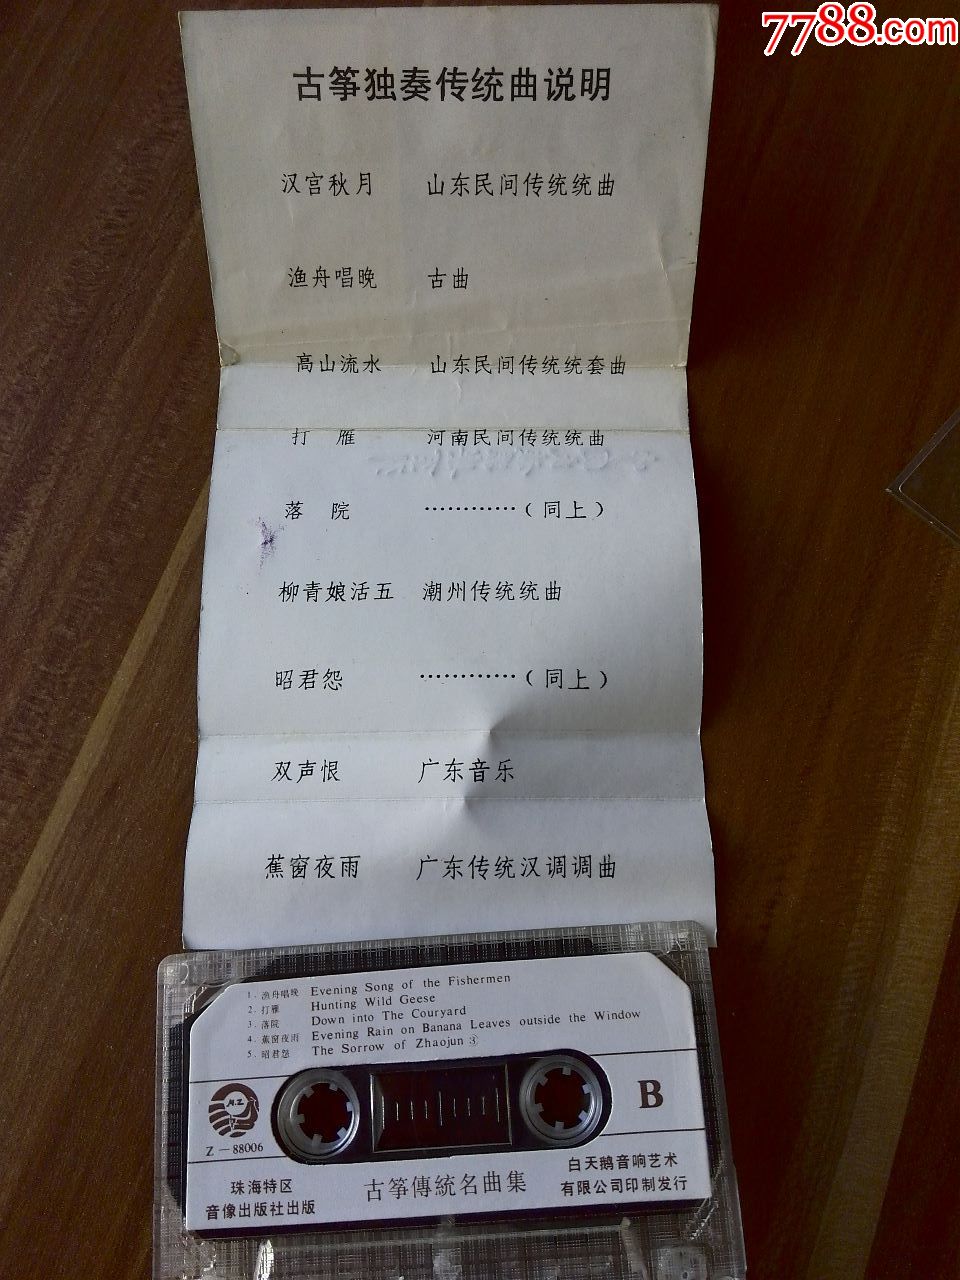 7788.com
古筝独奏传统曲说明
汉宫秋月 山东民间传统统曲
渔舟唱晚 古曲
高山流水 山东民间传统统套曲
打 雁 河南民间传统统曲
落 院 …………(同上)
柳青娘活五 潮州传统统曲
昭君怨 …………(同上)
双声恨 广东音乐
蕉窗夜雨 广东传统汉调调曲
1. 渔舟唱晚 Evening Song of the Fishermen
2. 打雁 Hunting Wild Geese
3. 落院 Down into The Couryard
4. 蕉窗夜雨 Evening Rain on Banana Leaves outside the Window
5. 昭君怨 The Sorrow of Zhaojun ③
H.Z
B
Z—88006
珠海特区
音像出版社出版
古筝傳統名曲集
白天鹅音响艺术
有限公司印制发行